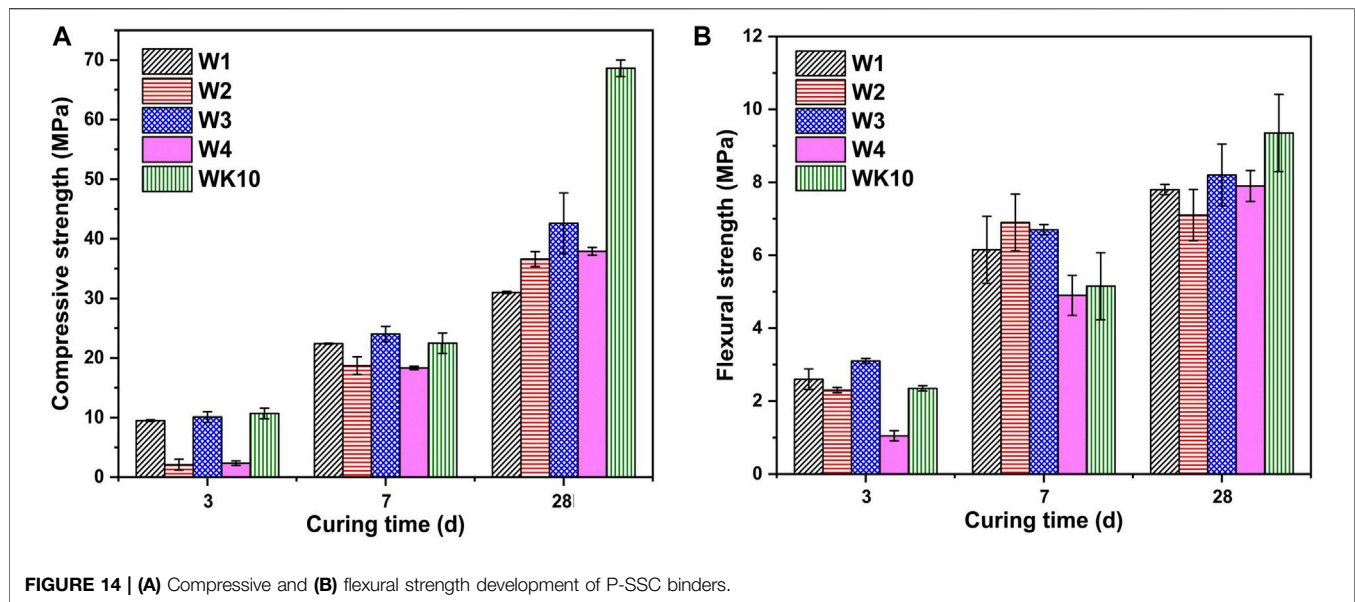 A
Compressive strength (MPa)
70
60
50
40
30
20
10
0
W1
W2
W3
W4
WK10
3
7
28
Curing time (d)
B
Flexural strength (MPa)
12
10
8
6
4
2
0
W1
W2
W3
W4
WK10
3
7
28
Curing time (d)
FIGURE 14 | (A) Compressive and (B) flexural strength development of P-SSC binders.